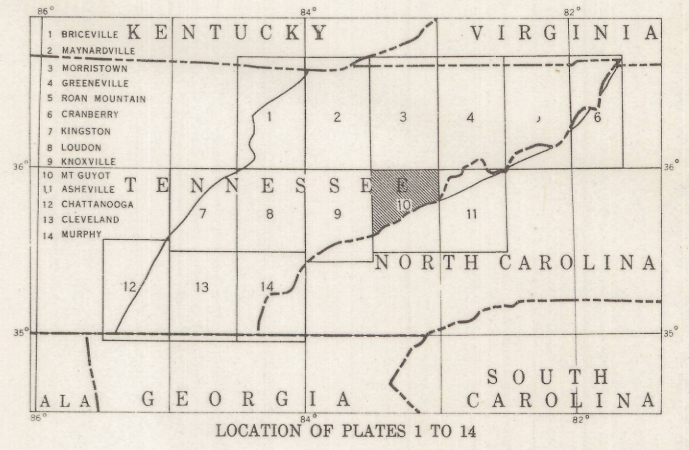 86° 84° 82°
KENTUCKY VIRGINIA
1 BRICEVILLE
2 MAYNARDVILLE
3 MORRISTOWN
4 GREENEVILLE
5 ROAN MOUNTAIN
6 CRANBERRY
7 KINGSTON
8 LOUDON
9 KNOXVILLE
10 MT GUYOT
11 ASHEVILLE
12 CHATTANOOGA
13 CLEVELAND
14 MURPHY
1 2 3 4 6
36° 36°
TENNESSEE
7 8 9 10 11
NORTH CAROLINA
12 13 14
35° 35°
ALA GEORGIA
SOUTH
CAROLINA
86° 84° 82°
LOCATION OF PLATES 1 TO 14